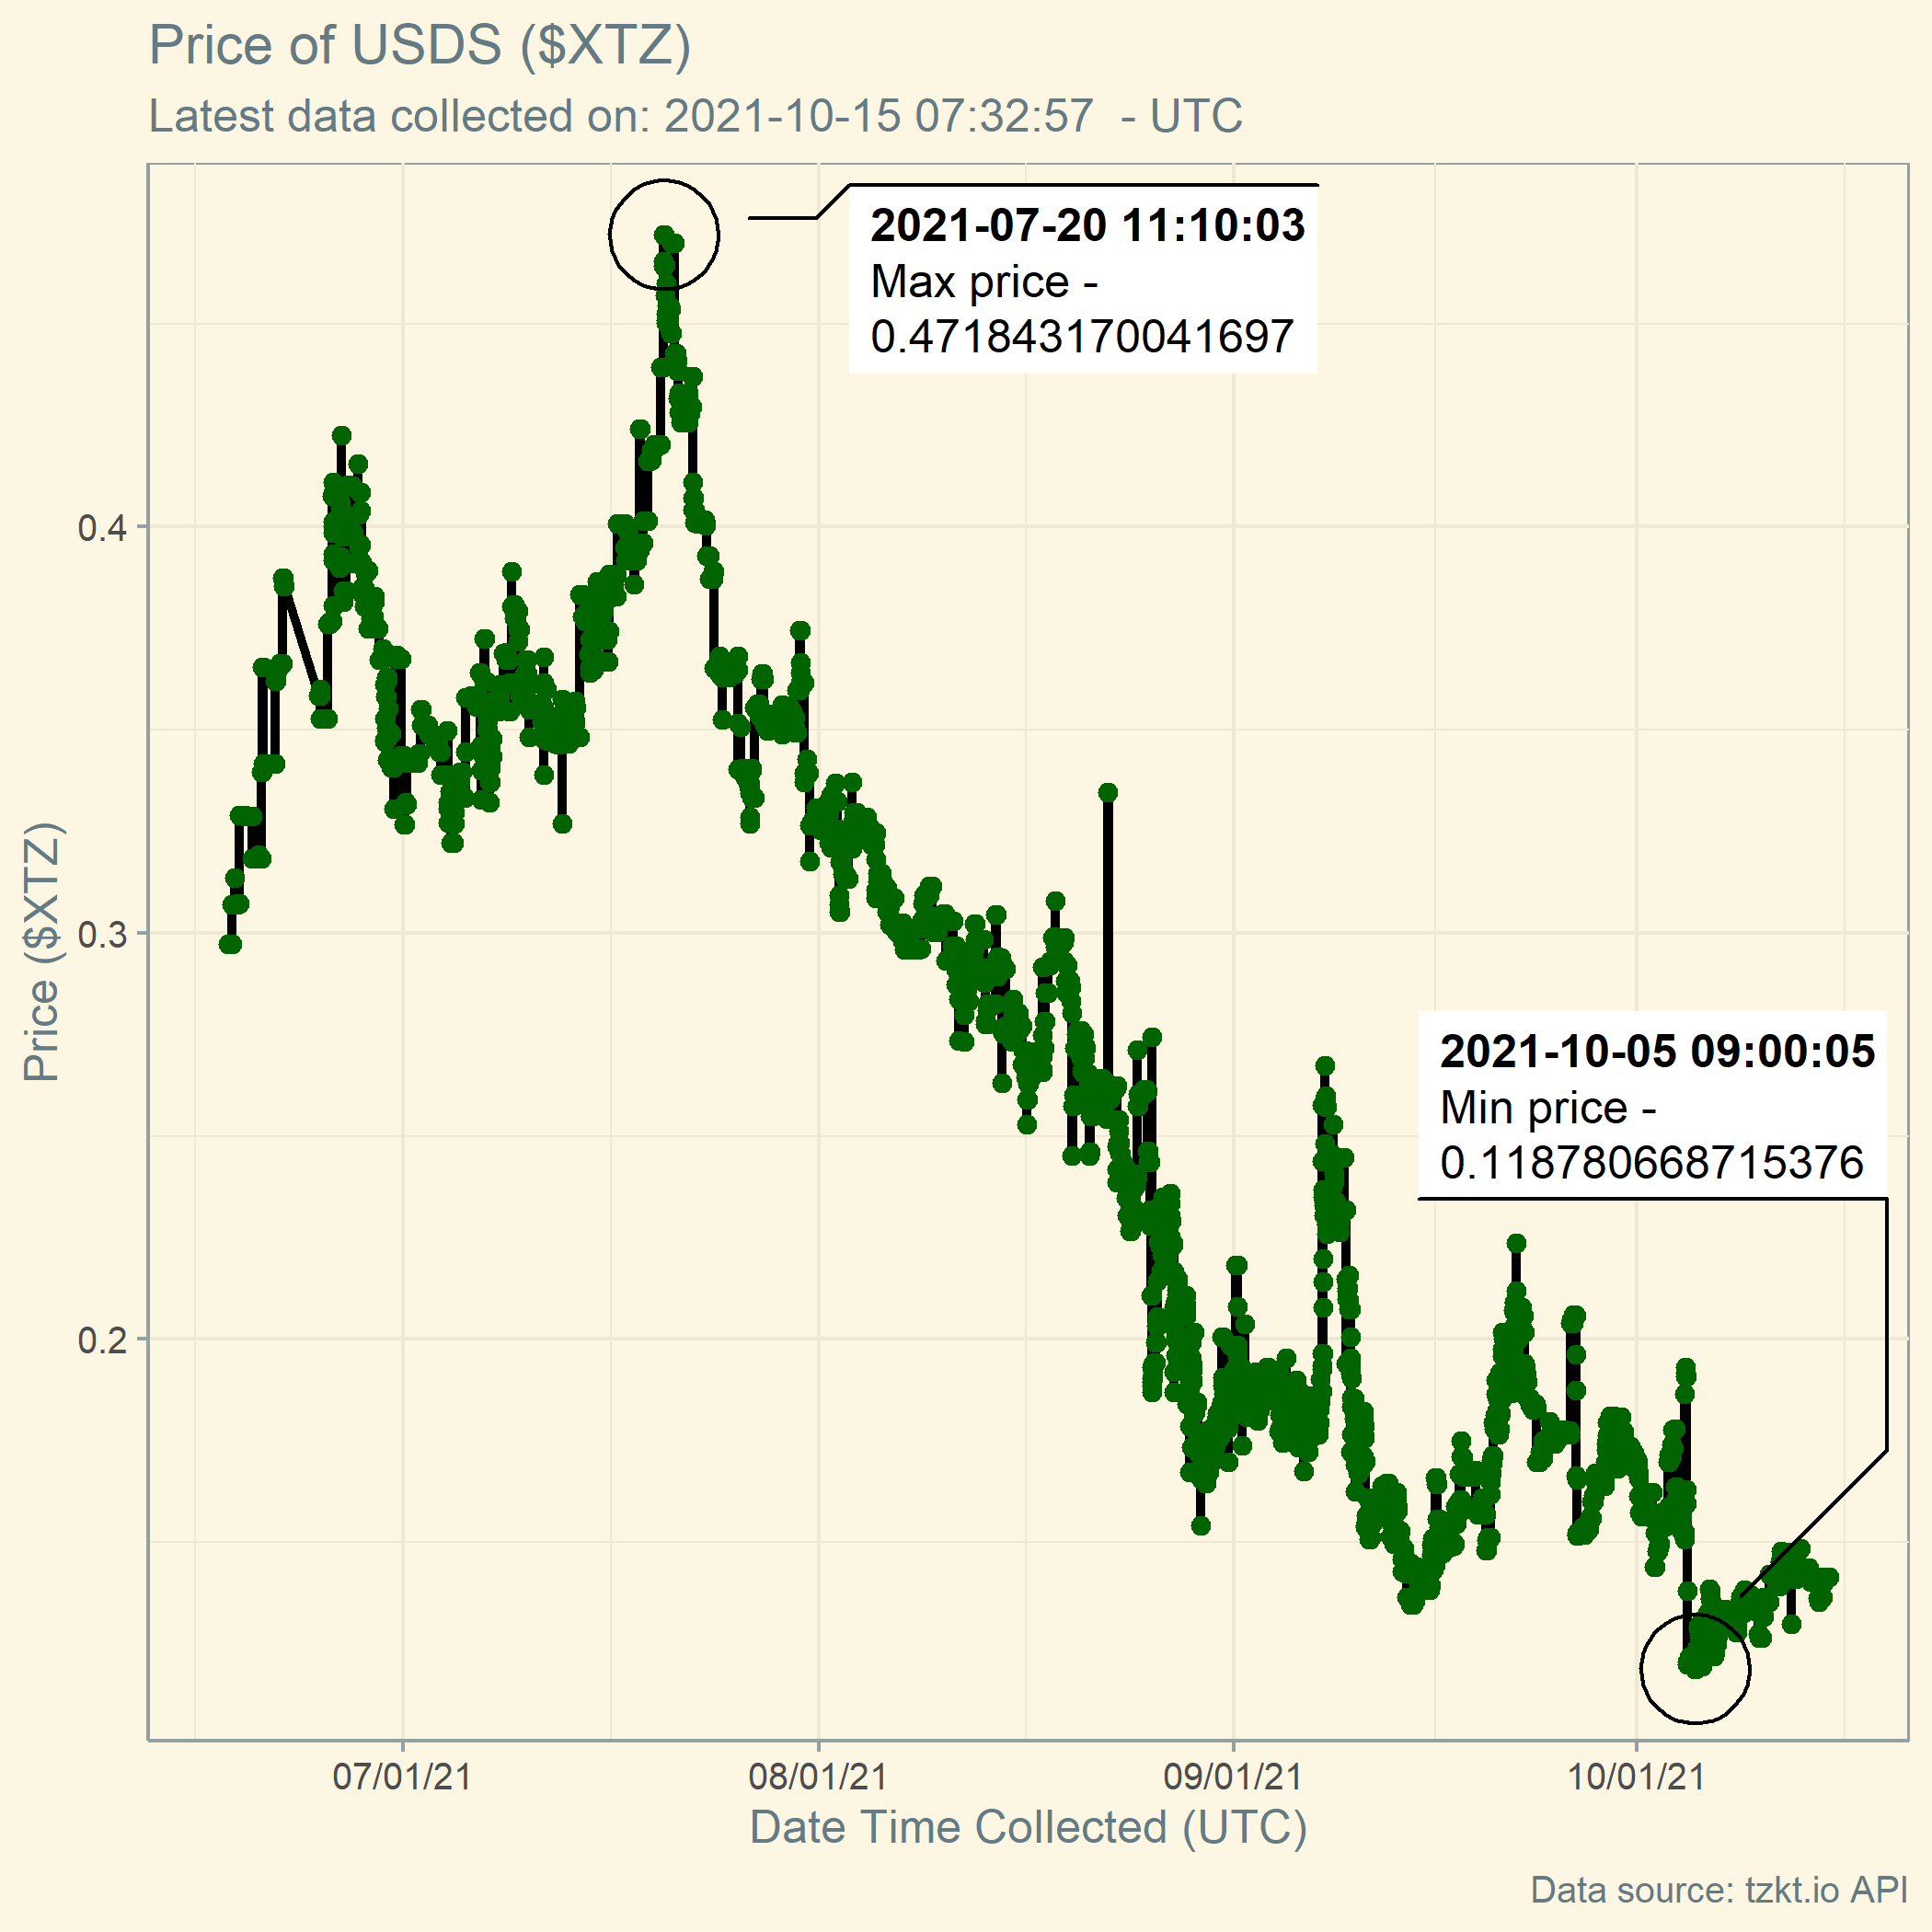 Price of USDS ($XTZ)
Latest data collected on: 2021-10-15 07:32:57  - UTC
2021-07-20 11:10:03
Max price -
0.471843170041697
2021-10-05 09:00:05
Min price -
0.118780668715376
Price ($XTZ)
0.4
0.3
0.2
07/01/21
08/01/21
09/01/21
10/01/21
Date Time Collected (UTC)
Data source: tzkt.io API